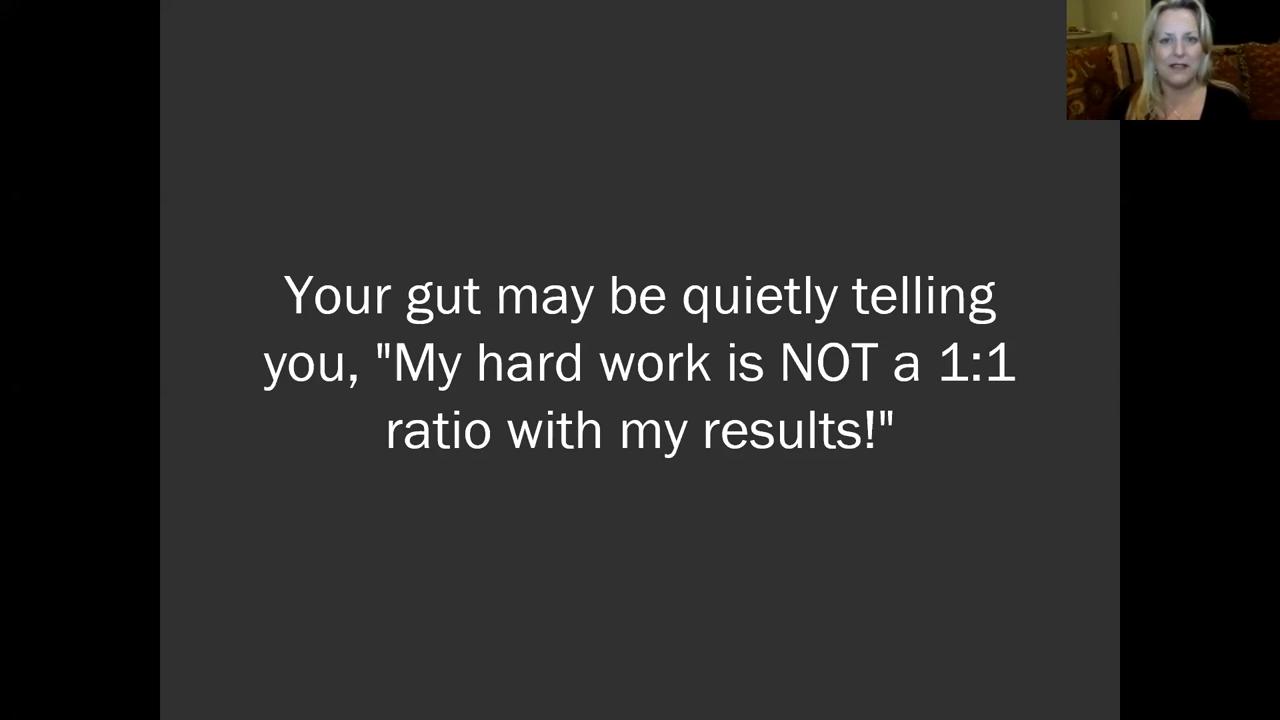 Your gut may be quietly telling
you, "My hard work is NOT a 1:1
ratio with my results!"